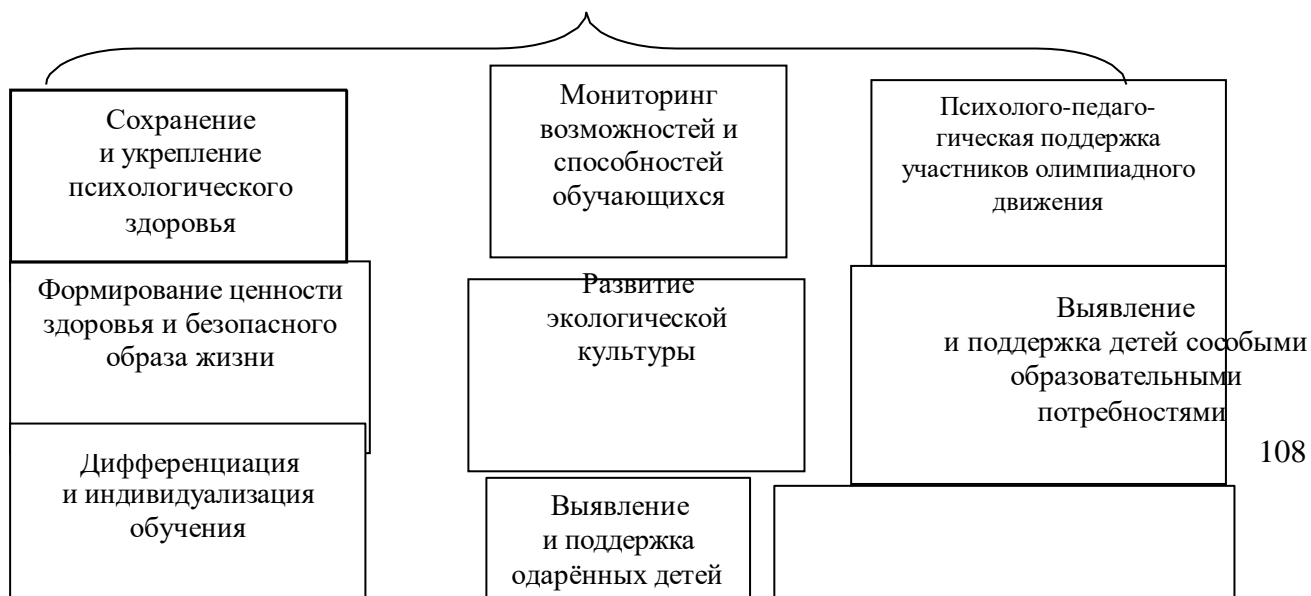 Сохранение
и укрепление
психологического
здоровья
Мониторинг
возможностей и
способностей
обучающихся
Психолого-педаго-
гическая поддержка
участников олимпиадного
движения
Формирование ценности
здоровья и безопасного
образа жизни
Развитие
экологической
культуры
Выявление
и поддержка детей сособыми
образовательными
потребностями
108
Дифференциация
и индивидуализация
обучения
Выявление
и поддержка
одарённых детей